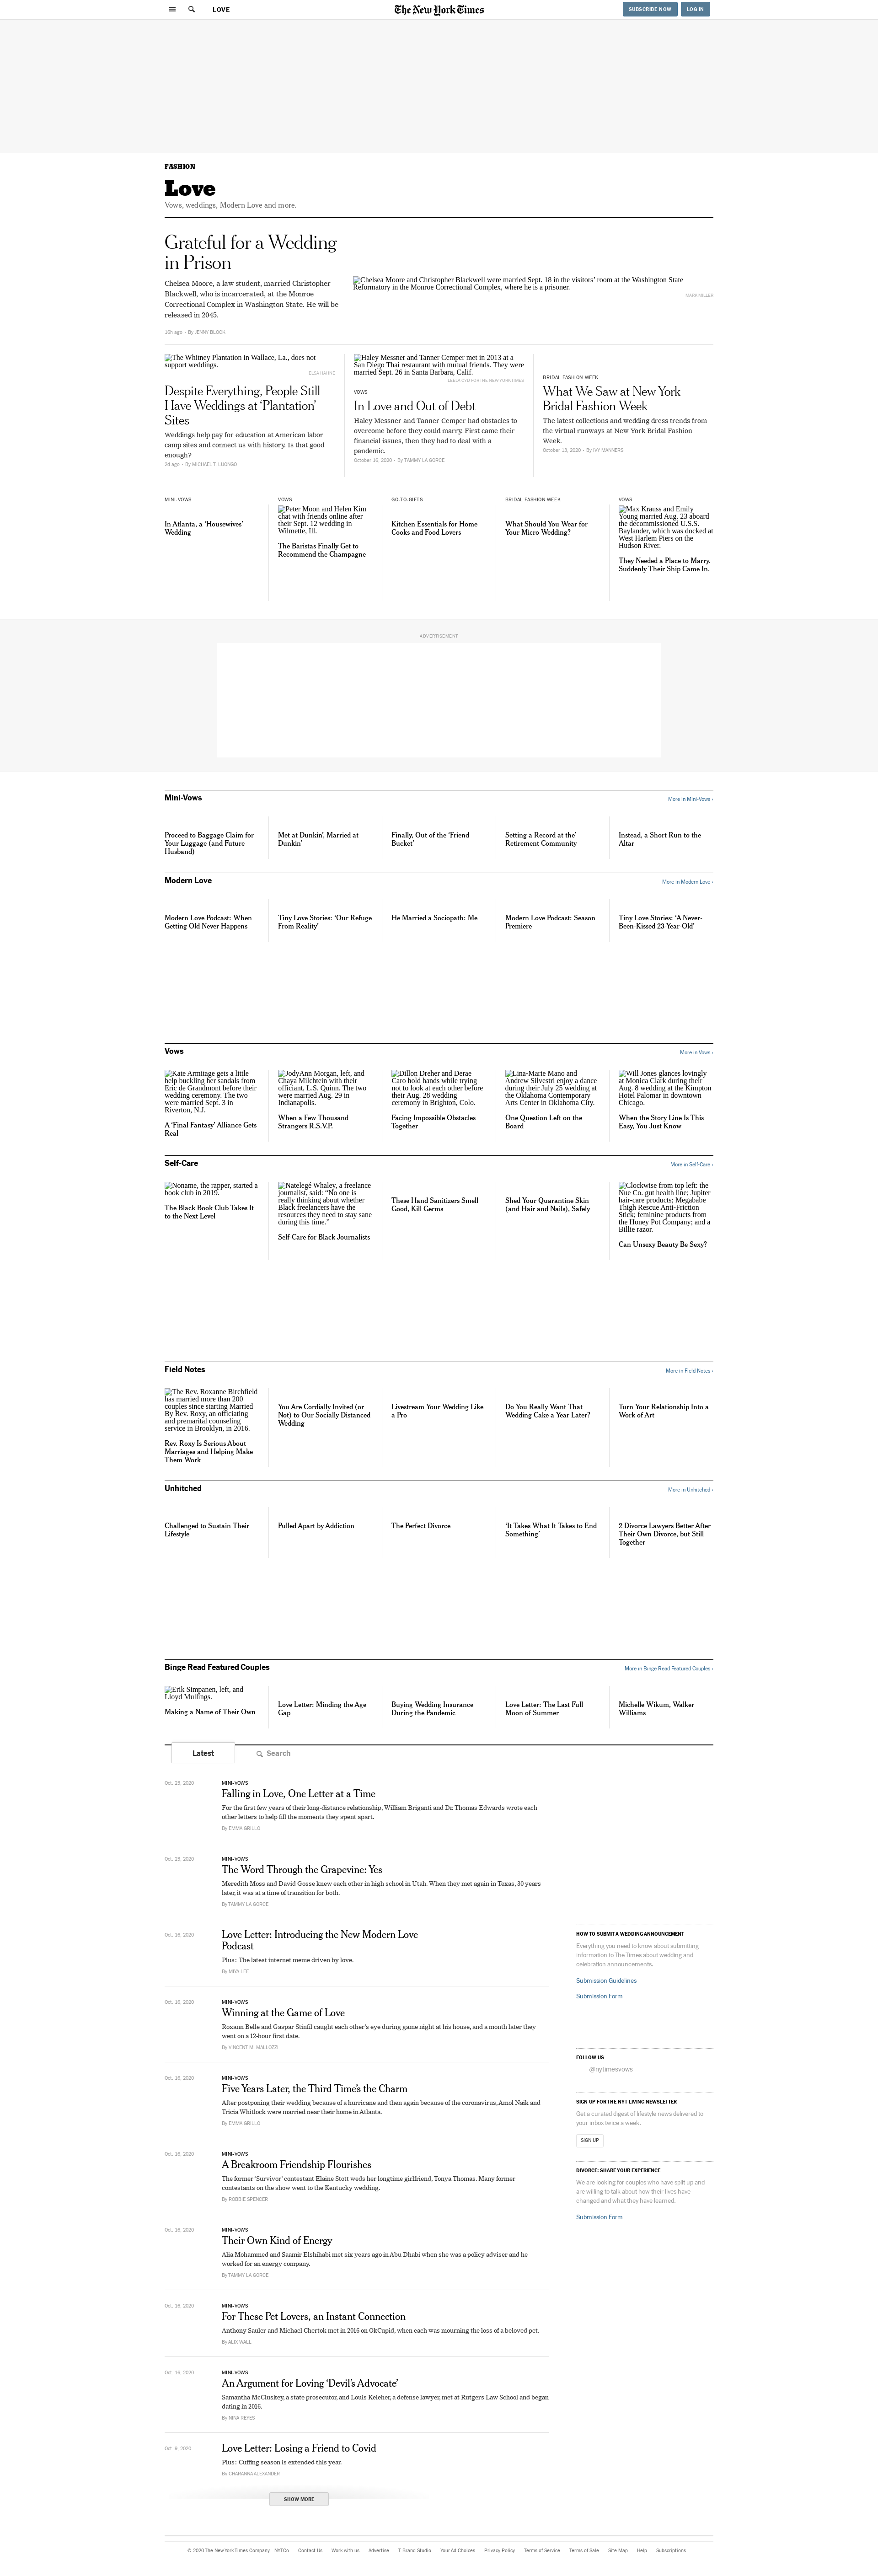 LOVE
The New York Times
SUBSCRIBE NOW
LOG IN
FASHION
Love
Vows, weddings, Modern Love and more.
Grateful for a Wedding
in Prison
Chelsea Moore, a law student, married Christopher
Blackwell, who is incarcerated, at the Monroe
Correctional Complex in Washington State. He will be
released in 2045.
16h ago • By JENNY BLOCK
Chelsea Moore and Christopher Blackwell were married Sept. 18 in the visitors’ room at the Washington State
Reformatory in the Monroe Correctional Complex, where he is a prisoner.
MARK MILLER
The Whitney Plantation in Wallace, La., does not
support weddings.
ELSA HAHNE
Despite Everything, People Still
Have Weddings at ‘Plantation’
Sites
Weddings help pay for education at American labor
camp sites and connect us with history. Is that good
enough?
2d ago • By MICHAEL T. LUONGO
Haley Messner and Tanner Cemper met in 2013 at a
San Diego Thai restaurant with mutual friends. They were
married Sept. 26 in Santa Barbara, Calif.
LEELA CYD FOR THE NEW YORK TIMES
VOWS
In Love and Out of Debt
Haley Messner and Tanner Cemper had obstacles to
overcome before they could marry. First came their
financial issues, then they had to deal with a
pandemic.
October 16, 2020 • By TAMMY LA GORCE
BRIDAL FASHION WEEK
What We Saw at New York
Bridal Fashion Week
The latest collections and wedding dress trends from
the virtual runways at New York Bridal Fashion
Week.
October 13, 2020 • By IVY MANNERS
MINI-VOWS
In Atlanta, a ‘Housewives’
Wedding
VOWS
Peter Moon and Helen Kim
chat with friends online after
their Sept. 12 wedding in
Wilmette, Ill.
The Baristas Finally Get to
Recommend the Champagne
GO-TO-GIFTS
Kitchen Essentials for Home
Cooks and Food Lovers
BRIDAL FASHION WEEK
What Should You Wear for
Your Micro Wedding?
VOWS
Max Krauss and Emily
Young married Aug. 23 aboard
the decommissioned U.S.S.
Baylander, which was docked at
West Harlem Piers on the
Hudson River.
They Needed a Place to Marry.
Suddenly Their Ship Came In.
ADVERTISEMENT
Mini-Vows
More in Mini-Vows ›
Proceed to Baggage Claim for
Your Luggage (and Future
Husband)
Met at Dunkin’, Married at
Dunkin’
Finally, Out of the ‘Friend
Bucket’
Setting a Record at the’
Retirement Community
Instead, a Short Run to the
Altar
Modern Love
More in Modern Love ›
Modern Love Podcast: When
Getting Old Never Happens
Tiny Love Stories: ‘Our Refuge
From Reality’
He Married a Sociopath: Me
Modern Love Podcast: Season
Premiere
Tiny Love Stories: ‘A Never-
Been-Kissed 23-Year-Old’
Vows
More in Vows ›
Kate Armitage gets a little
help buckling her sandals from
Eric de Grandmont before their
wedding ceremony. The two
were married Sept. 3 in
Riverton, N.J.
A ‘Final Fantasy’ Alliance Gets
Real
JodyAnn Morgan, left, and
Chaya Milchtein with their
officiant, L.S. Quinn. The two
were married Aug. 29 in
Indianapolis.
When a Few Thousand
Strangers R.S.V.P.
Dillon Dreher and Derae
Caro hold hands while trying
not to look at each other before
their Aug. 28 wedding
ceremony in Brighton, Colo.
Facing Impossible Obstacles
Together
Lina-Marie Mano and
Andrew Silvestri enjoy a dance
during their July 25 wedding at
the Oklahoma Contemporary
Arts Center in Oklahoma City.
One Question Left on the
Board
Will Jones glances lovingly
at Monica Clark during their
Aug. 8 wedding at the Kimpton
Hotel Palomar in downtown
Chicago.
When the Story Line Is This
Easy, You Just Know
Self-Care
More in Self-Care ›
Noname, the rapper, started a
book club in 2019.
The Black Book Club Takes It
to the Next Level
Natelegé Whaley, a freelance
journalist, said: “No one is
really thinking about whether
Black freelancers have the
resources they need to stay sane
during this time.”
Self-Care for Black Journalists
These Hand Sanitizers Smell
Good, Kill Germs
Shed Your Quarantine Skin
(and Hair and Nails), Safely
Clockwise from top left: the
Nue Co. gut health line; Jupiter
hair-care products; Megababe
Thigh Rescue Anti-Friction
Stick; feminine products from
the Honey Pot Company; and a
Billie razor.
Can Unsexy Beauty Be Sexy?
Field Notes
More in Field Notes ›
The Rev. Roxanne Birchfield
has married more than 200
couples since starting Married
By Rev. Roxy, an officiating
and premarital counseling
service in Brooklyn, in 2016.
Rev. Roxy Is Serious About
Marriages and Helping Make
Them Work
You Are Cordially Invited (or
Not) to Our Socially Distanced
Wedding
Livestream Your Wedding Like
a Pro
Do You Really Want That
Wedding Cake a Year Later?
Turn Your Relationship Into a
Work of Art
Unhitched
More in Unhitched ›
Challenged to Sustain Their
Lifestyle
Pulled Apart by Addiction
The Perfect Divorce
‘It Takes What It Takes to End
Something’
2 Divorce Lawyers Better After
Their Own Divorce, but Still
Together
Binge Read Featured Couples
More in Binge Read Featured Couples ›
Erik Simpanen, left, and
Lloyd Mullings.
Making a Name of Their Own
Love Letter: Minding the Age
Gap
Buying Wedding Insurance
During the Pandemic
Love Letter: The Last Full
Moon of Summer
Michelle Wikum, Walker
Williams
Latest
Search
Oct. 23, 2020
MINI-VOWS
Falling in Love, One Letter at a Time
For the first few years of their long-distance relationship, William Briganti and Dr. Thomas Edwards wrote each
other letters to help fill the moments they spent apart.
By EMMA GRILLO
Oct. 23, 2020
MINI-VOWS
The Word Through the Grapevine: Yes
Meredith Moss and David Gosse knew each other in high school in Utah. When they met again in Texas, 30 years
later, it was at a time of transition for both.
By TAMMY LA GORCE
Oct. 16, 2020
Love Letter: Introducing the New Modern Love
Podcast
Plus: The latest internet meme driven by love.
By MIYA LEE
Oct. 16, 2020
MINI-VOWS
Winning at the Game of Love
Roxann Belle and Gaspar Stinfil caught each other’s eye during game night at his house, and a month later they
went on a 12-hour first date.
By VINCENT M. MALLOZZI
Oct. 16, 2020
MINI-VOWS
Five Years Later, the Third Time’s the Charm
After postponing their wedding because of a hurricane and then again because of the coronavirus, Amol Naik and
Tricia Whitlock were married near their home in Atlanta.
By EMMA GRILLO
Oct. 16, 2020
MINI-VOWS
A Breakroom Friendship Flourishes
The former ‘Survivor’ contestant Elaine Stott weds her longtime girlfriend, Tonya Thomas. Many former
contestants on the show went to the Kentucky wedding.
By ROBBIE SPENCER
Oct. 16, 2020
MINI-VOWS
Their Own Kind of Energy
Alia Mohammed and Saamir Elshihabi met six years ago in Abu Dhabi when she was a policy adviser and he
worked for an energy company.
By TAMMY LA GORCE
Oct. 16, 2020
MINI-VOWS
For These Pet Lovers, an Instant Connection
Anthony Sauler and Michael Chertok met in 2016 on OkCupid, when each was mourning the loss of a beloved pet.
By ALIX WALL
Oct. 16, 2020
MINI-VOWS
An Argument for Loving ‘Devil’s Advocate’
Samantha McCluskey, a state prosecutor, and Louis Keleher, a defense lawyer, met at Rutgers Law School and began
dating in 2016.
By NINA REYES
Oct. 9, 2020
Love Letter: Losing a Friend to Covid
Plus: Cuffing season is extended this year.
By CHARANNA ALEXANDER
SHOW MORE
HOW TO SUBMIT A WEDDING ANNOUNCEMENT
Everything you need to know about submitting
information to The Times about wedding and
celebration announcements.
Submission Guidelines
Submission Form
FOLLOW US
@nytimesvows
SIGN UP FOR THE NYT LIVING NEWSLETTER
Get a curated digest of lifestyle news delivered to
your inbox twice a week.
SIGN UP
DIVORCE: SHARE YOUR EXPERIENCE
We are looking for couples who have split up and
are willing to talk about how their lives have
changed and what they have learned.
Submission Form
© 2020 The New York Times Company NYTCo Contact Us Work with us Advertise T Brand Studio Your Ad Choices Privacy Policy Terms of Service Terms of Sale Site Map Help Subscriptions